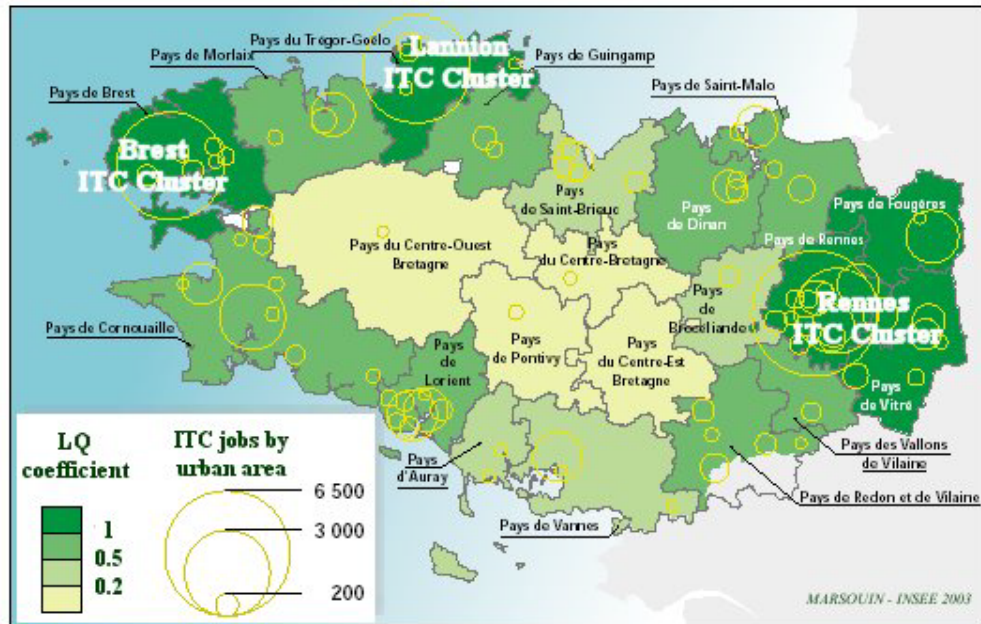 Pays du Trégor-Goëlo
Lannion
ITC Cluster
Pays de Morlaix
Pays de Guingamp
Pays de Saint-Malo
Pays de Brest
Brest
ITC Cluster
Pays
de Saint-Brieuc
Pays
de Dinan
Pays de Fougères
Pays du Centre-Ouest
Bretagne
Pays
du Centre-Bretagne
Pays de Rennes
Rennes
ITC Cluster
Pays
de
Brocéliande
Pays de Cornouaille
Pays
de
Lorient
Pays
de Pontivy
Pays
du Centre-Est
Bretagne
Pays
de Vitré
Pays
d'Auray
Pays des Vallons
de Vilaine
Pays de Redon et de Vilaine
Pays de Vannes
LQ
coefficient
1
0.5
0.2
ITC jobs by
urban area
6 500
3 000
200
MARSOUIN - INSEE 2003